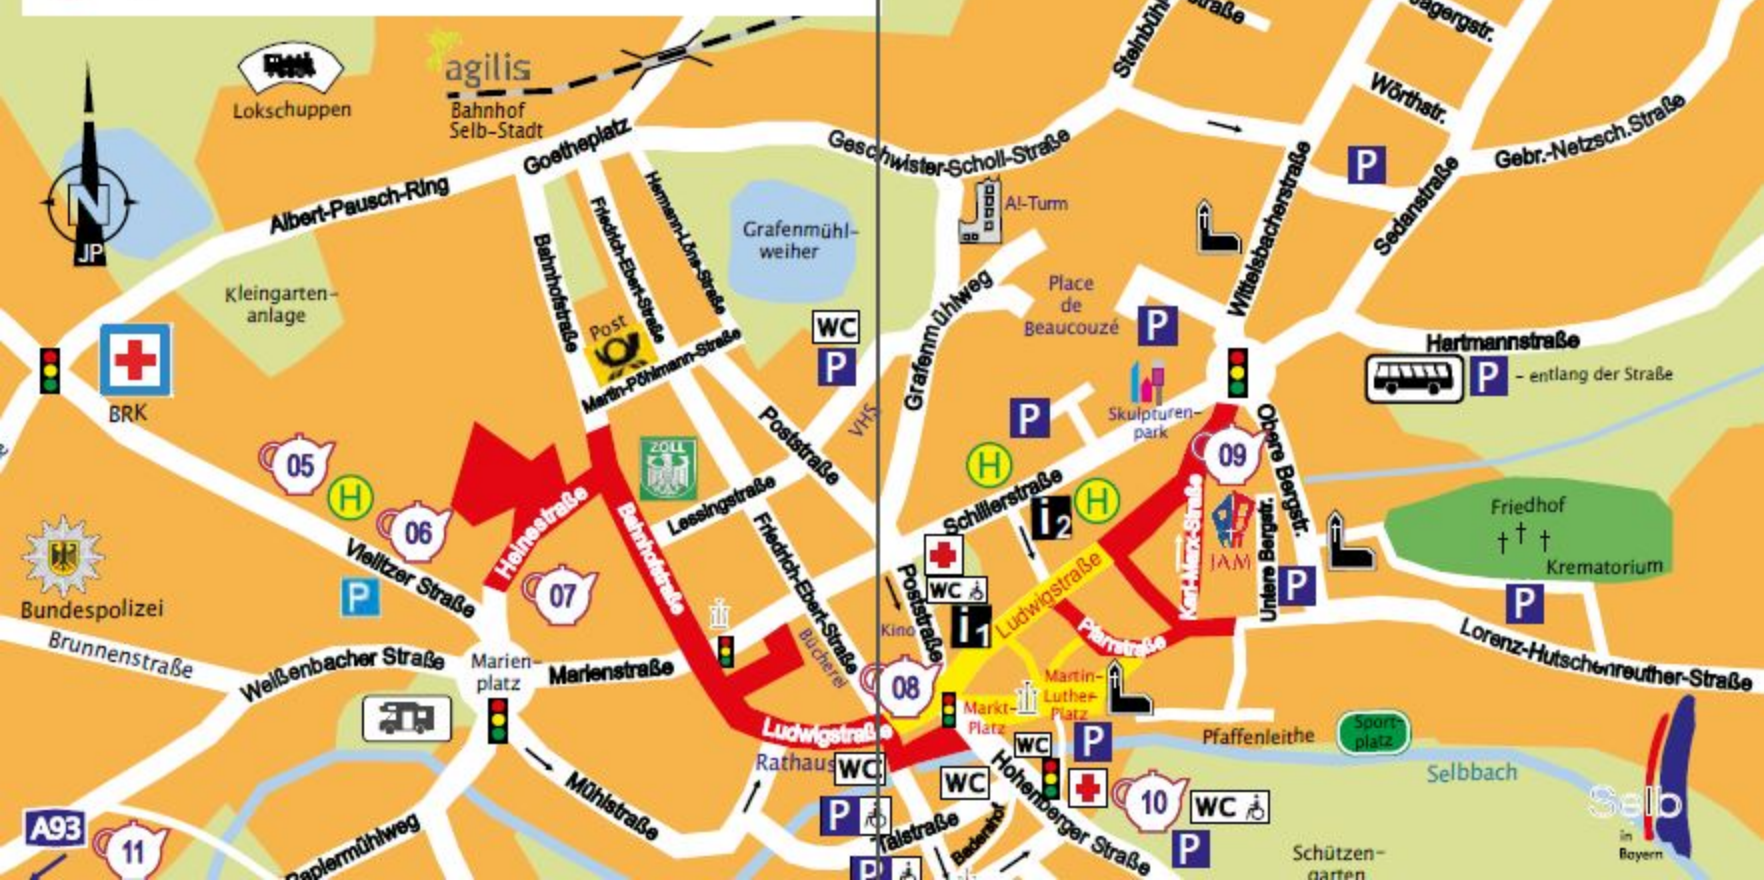 agilis
Lokschuppen
Bahnhof
Selb-Stadt
Goetheplatz
Albert-Pausch-Ring
N
JP
Kleingarten-
anlage
BRK
Bahnhofstraße
Friedrich-Ebert-Straße
Hermann-Löns-Straße
Grafenmühl-
weiher
Post
Martin-Pöhlmann-Straße
WC
P
VHS
Geschwister-Scholl-Straße
A!-Turm
Grafenmühlweg
Place
de
Beaucouzé
P
P
Skulpturen-
park
Wittelsbacherstraße
Wörthstr.
Sedanstraße
Gebr.-Netzsch.Straße
P
Hartmannstraße
P
- entlang der Straße
05
H
06
07
Vielitzer Straße
P
Bundespolizei
Brunnenstraße
Weißenbacher Straße
Marien-
platz
Marienstraße
Heinestraße
Bahnhofstraße
ZOLL
Lessingstraße
Poststraße
Friedrich-Ebert-Straße
Bücherei
Kino
Poststraße
08
Ludwigstraße
Rathaus
WC
P
P
Mühlstraße
Papiermühlweg
A93
11
H
Schillerstraße
i2
H
WC
i1
Ludwigstraße
Pfarrstraße
Karl-Marx-Straße
09
JAM
Obere Bergstr.
Untere Bergstr.
P
Martin-
Luther-
Platz
Markt-
Platz
WC
P
WC
Hohenberger Straße
Talstraße
10
WC
P
Friedhof
Krematorium
P
Lorenz-Hutschenreuther-Straße
Pfaffenleithe
Sport-
platz
Selbbach
Selb
in
Bayern
Schützen-
garten